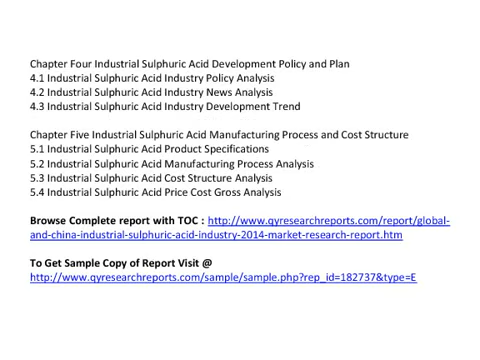 Chapter Four Industrial Sulphuric Acid Development Policy and Plan
4.1 Industrial Sulphuric Acid Industry Policy Analysis
4.2 Industrial Sulphuric Acid Industry News Analysis
4.3 Industrial Sulphuric Acid Industry Development Trend
Chapter Five Industrial Sulphuric Acid Manufacturing Process and Cost Structure
5.1 Industrial Sulphuric Acid Product Specifications
5.2 Industrial Sulphuric Acid Manufacturing Process Analysis
5.3 Industrial Sulphuric Acid Cost Structure Analysis
5.4 Industrial Sulphuric Acid Price Cost Gross Analysis
Browse Complete report with TOC : http://www.qyresearchreports.com/report/global-
and-china-industrial-sulphuric-acid-industry-2014-market-research-report.htm
To Get Sample Copy of Report Visit @
http://www.qyresearchreports.com/sample/sample.php?rep_id=182737&type=E